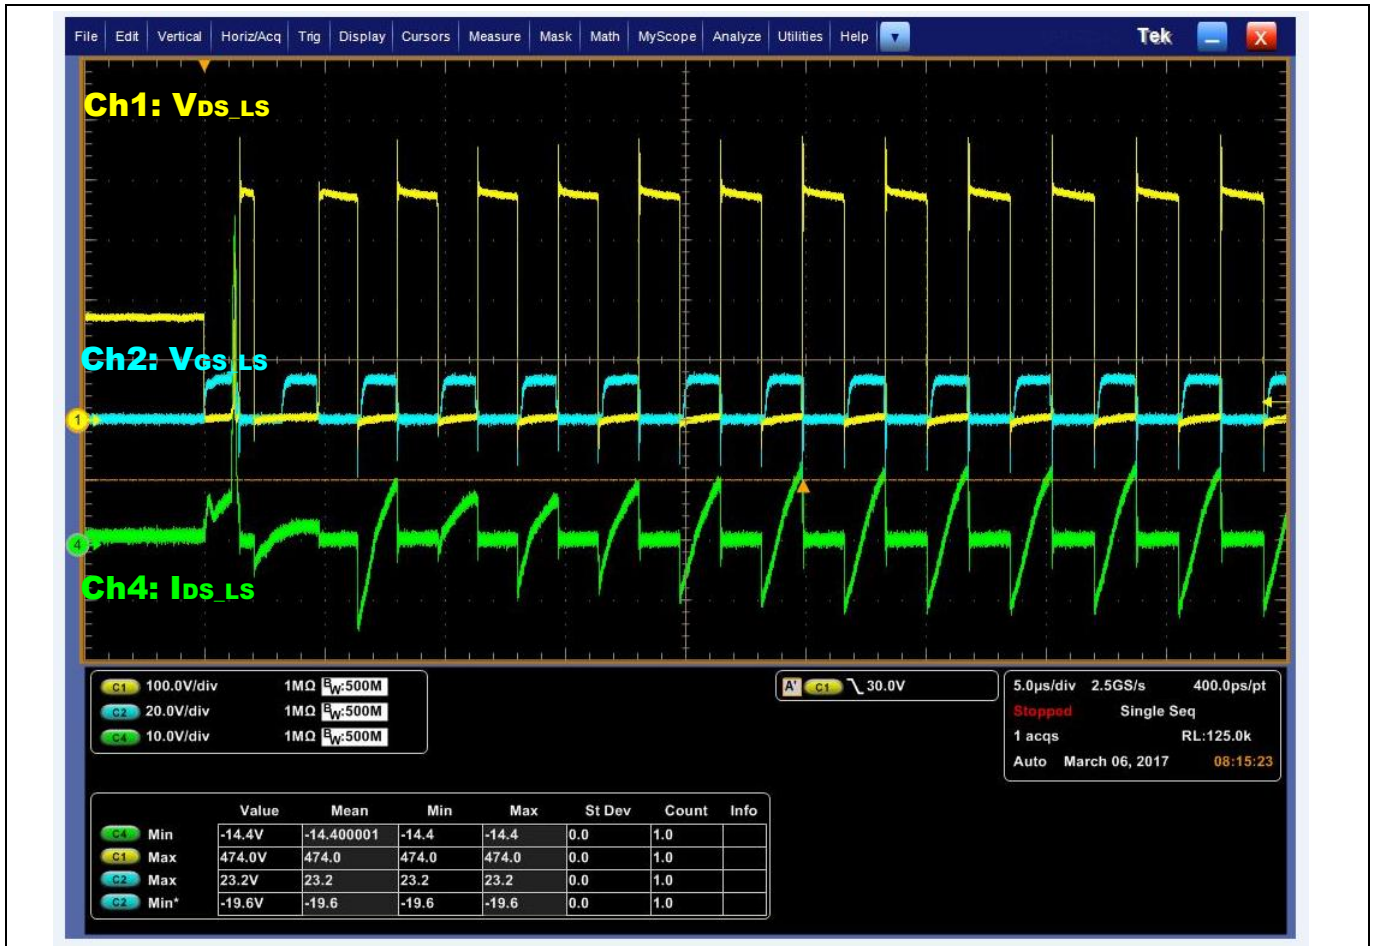 File Edit Vertical Horiz/Acq Trig Display Cursors Measure Mask Math MyScope Analyze Utilities Help Tek X
Ch1: VDS_LS
Ch2: VGS_LS
1
4
Ch4: IDS_LS
C1 100.0V/div 1MΩ BW:500M
C2 20.0V/div 1MΩ BW:500M
C4 10.0V/div 1MΩ BW:500M
A' C1 30.0V
5.0µs/div 2.5GS/s 400.0ps/pt
Stopped Single Seq
1 acqs RL:125.0k
Auto March 06, 2017 08:15:23
Value Mean Min Max St Dev Count Info
C4 Min -14.4V -14.400001 -14.4 -14.4 0.0 1.0
C1 Max 474.0V 474.0 474.0 474.0 0.0 1.0
C2 Max 23.2V 23.2 23.2 23.2 0.0 1.0
C2 Min* -19.6V -19.6 -19.6 -19.6 0.0 1.0